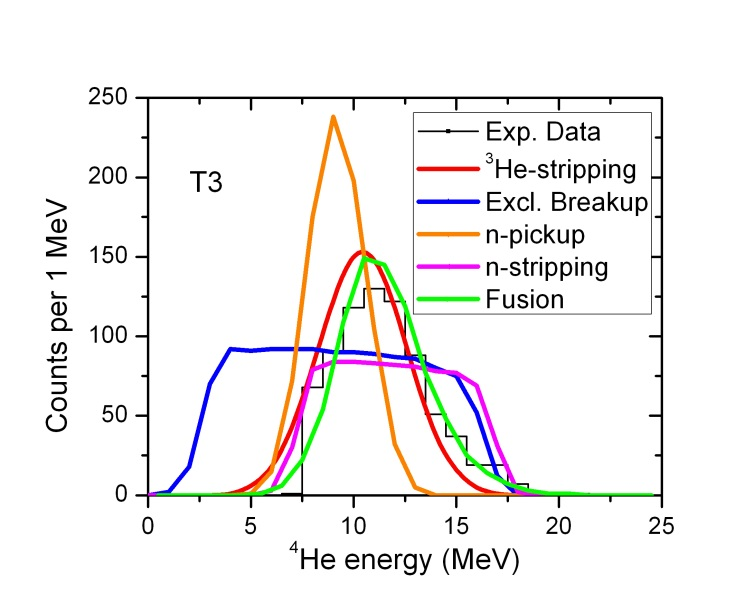 250
200
150
100
50
0
Counts per 1 MeV
T3
Exp. Data
³He-stripping
Excl. Breakup
n-pickup
n-stripping
Fusion
0 5 10 15 20 25
⁴He energy (MeV)